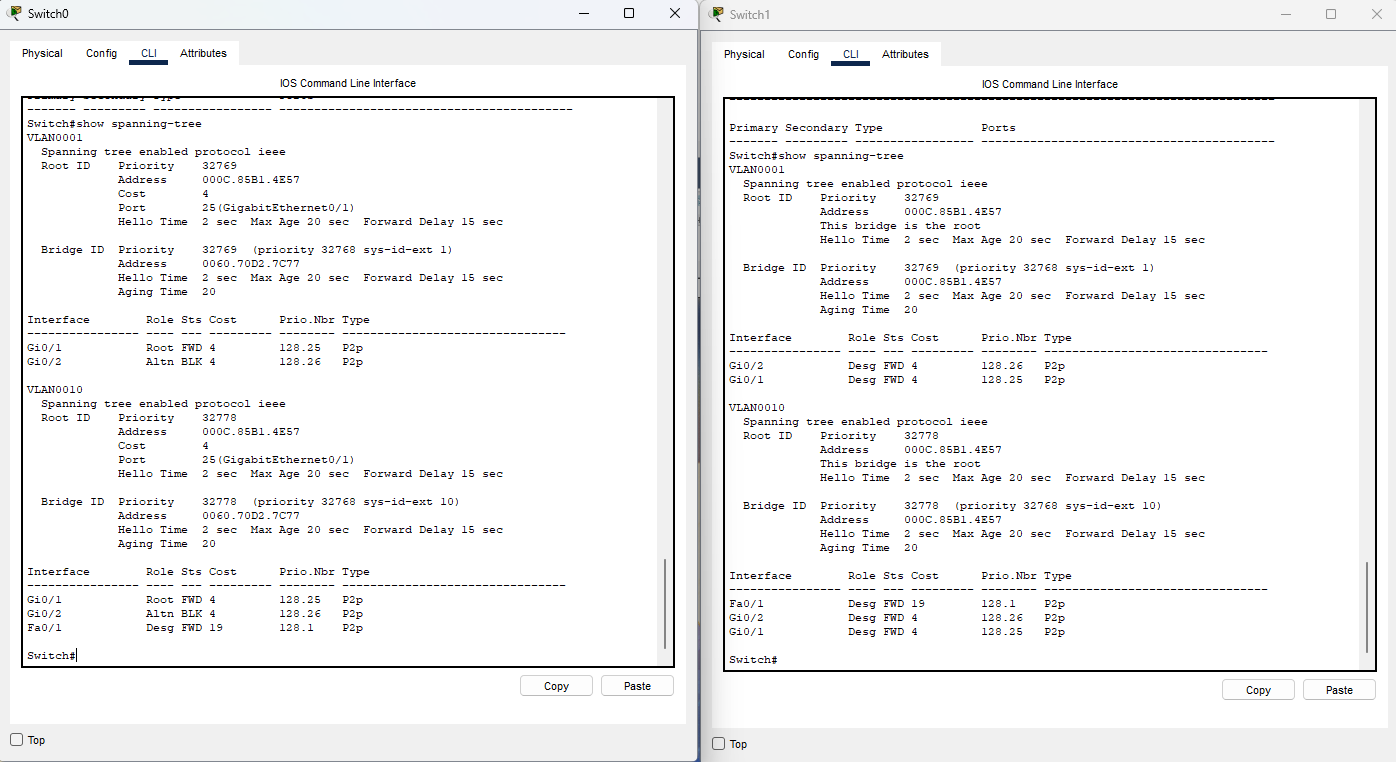 Switch0
Physical Config CLI Attributes
IOS Command Line Interface
------- --------- ----------------- ------------------------------------------
Switch#show spanning-tree
VLAN0001
  Spanning tree enabled protocol ieee
  Root ID    Priority    32769
             Address     000C.85B1.4E57
             Cost        4
             Port        25(GigabitEthernet0/1)
             Hello Time  2 sec  Max Age 20 sec  Forward Delay 15 sec
  Bridge ID  Priority    32769  (priority 32768 sys-id-ext 1)
             Address     0060.70D2.7C77
             Hello Time  2 sec  Max Age 20 sec  Forward Delay 15 sec
             Aging Time  20
Interface        Role Sts Cost      Prio.Nbr Type
---------------- ---- --- --------- -------- --------------------------------
Gi0/1            Root FWD 4         128.25   P2p
Gi0/2            Altn BLK 4         128.26   P2p
VLAN0010
  Spanning tree enabled protocol ieee
  Root ID    Priority    32778
             Address     000C.85B1.4E57
             Cost        4
             Port        25(GigabitEthernet0/1)
             Hello Time  2 sec  Max Age 20 sec  Forward Delay 15 sec
  Bridge ID  Priority    32778  (priority 32768 sys-id-ext 10)
             Address     0060.70D2.7C77
             Hello Time  2 sec  Max Age 20 sec  Forward Delay 15 sec
             Aging Time  20
Interface        Role Sts Cost      Prio.Nbr Type
---------------- ---- --- --------- -------- --------------------------------
Gi0/1            Root FWD 4         128.25   P2p
Gi0/2            Altn BLK 4         128.26   P2p
Fa0/1            Desg FWD 19        128.1    P2p
Switch#
Copy Paste
Top
Switch1
Physical Config CLI Attributes
IOS Command Line Interface
Primary Secondary Type              Ports
------- --------- ----------------- ------------------------------------------
Switch#show spanning-tree
VLAN0001
  Spanning tree enabled protocol ieee
  Root ID    Priority    32769
             Address     000C.85B1.4E57
             This bridge is the root
             Hello Time  2 sec  Max Age 20 sec  Forward Delay 15 sec
  Bridge ID  Priority    32769  (priority 32768 sys-id-ext 1)
             Address     000C.85B1.4E57
             Hello Time  2 sec  Max Age 20 sec  Forward Delay 15 sec
             Aging Time  20
Interface        Role Sts Cost      Prio.Nbr Type
---------------- ---- --- --------- -------- --------------------------------
Gi0/2            Desg FWD 4         128.26   P2p
Gi0/1            Desg FWD 4         128.25   P2p
VLAN0010
  Spanning tree enabled protocol ieee
  Root ID    Priority    32778
             Address     000C.85B1.4E57
             This bridge is the root
             Hello Time  2 sec  Max Age 20 sec  Forward Delay 15 sec
  Bridge ID  Priority    32778  (priority 32768 sys-id-ext 10)
             Address     000C.85B1.4E57
             Hello Time  2 sec  Max Age 20 sec  Forward Delay 15 sec
             Aging Time  20
Interface        Role Sts Cost      Prio.Nbr Type
---------------- ---- --- --------- -------- --------------------------------
Fa0/1            Desg FWD 19        128.1    P2p
Gi0/2            Desg FWD 4         128.26   P2p
Gi0/1            Desg FWD 4         128.25   P2p
Switch#
Copy Paste
Top